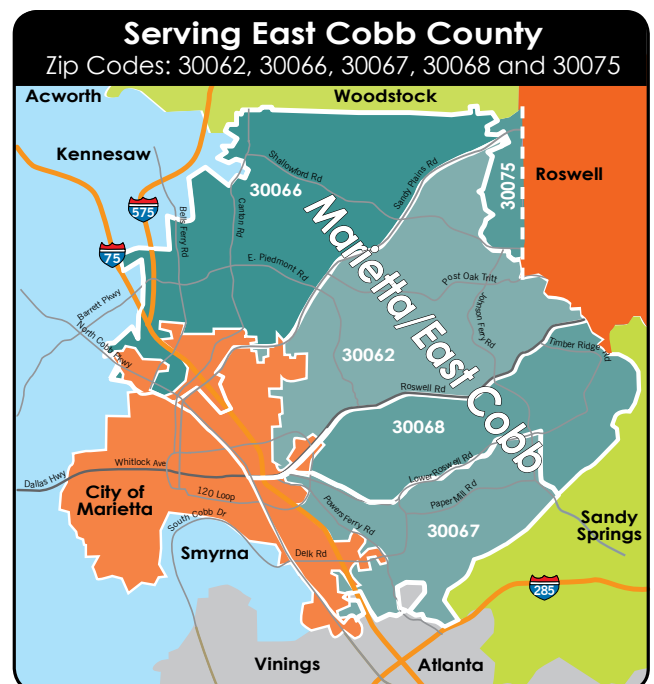 Serving East Cobb County
Zip Codes: 30062, 30066, 30067, 30068 and 30075
Acworth
Woodstock
Kennesaw
Roswell
Shallowford Rd
Sandy Plains Rd
30066
30075
575
Bells Ferry Rd
Canton Rd
75
E. Piedmont Rd
Marietta/East Cobb
Post Oak Tritt
Barrett Pkwy
Johnson Ferry Rd
North Cobb Pkwy
30062
Timber Ridge Rd
Roswell Rd
30068
Whitlock Ave
Lower Roswell Rd
Dallas Hwy
City of
Marietta
120 Loop
Paper Mill Rd
South Cobb Dr
Powers Ferry Rd
30067
Sandy
Springs
Smyrna
Delk Rd
285
Vinings
Atlanta